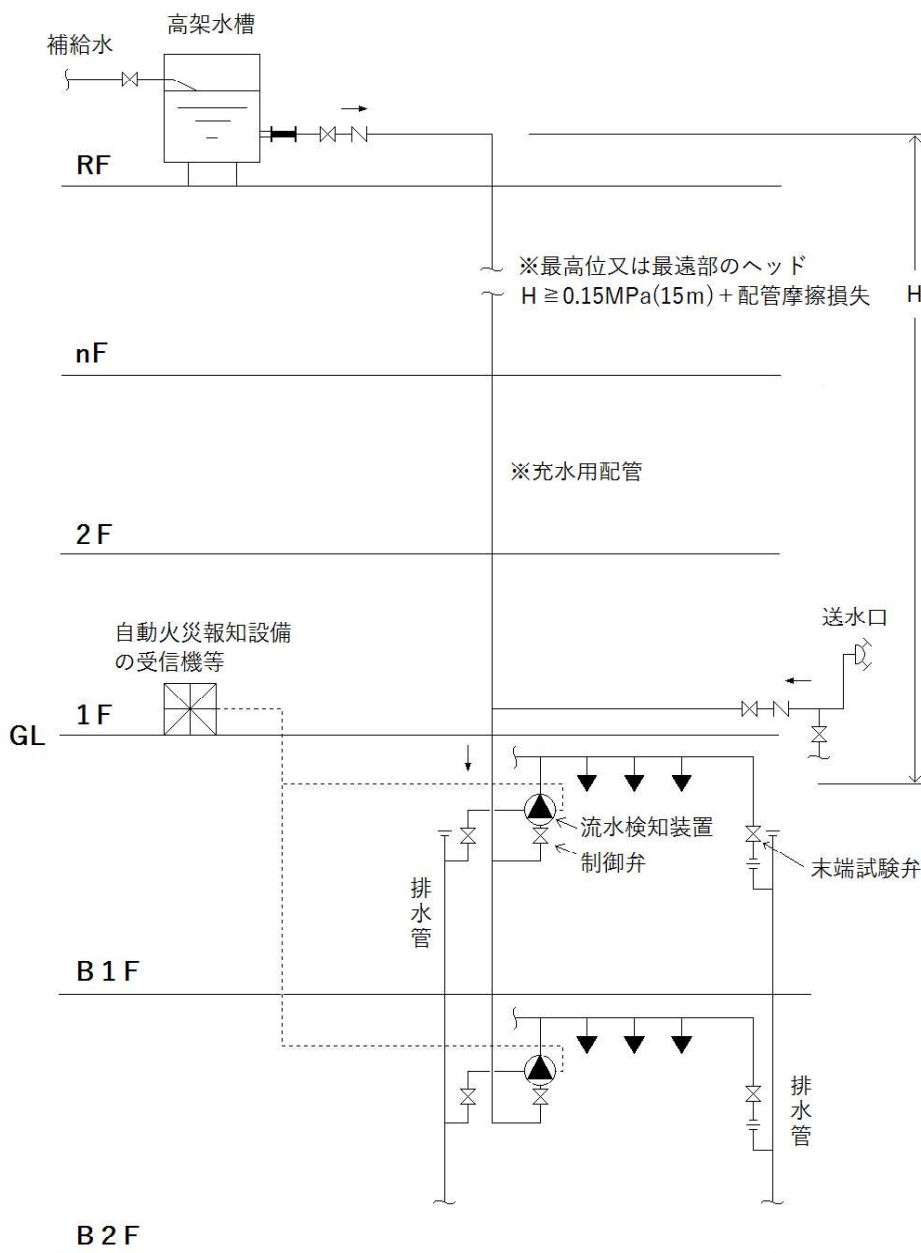 高架水槽
補給水
RF
※最高位又は最遠部のヘッド
H≧0.15MPa(15m)＋配管摩擦損失
H
nF
※充水用配管
2F
送水口
自動火災報知設備
の受信機等
1F
GL
流水検知装置
制御弁
末端試験弁
排水管
B1F
排水管
B2F